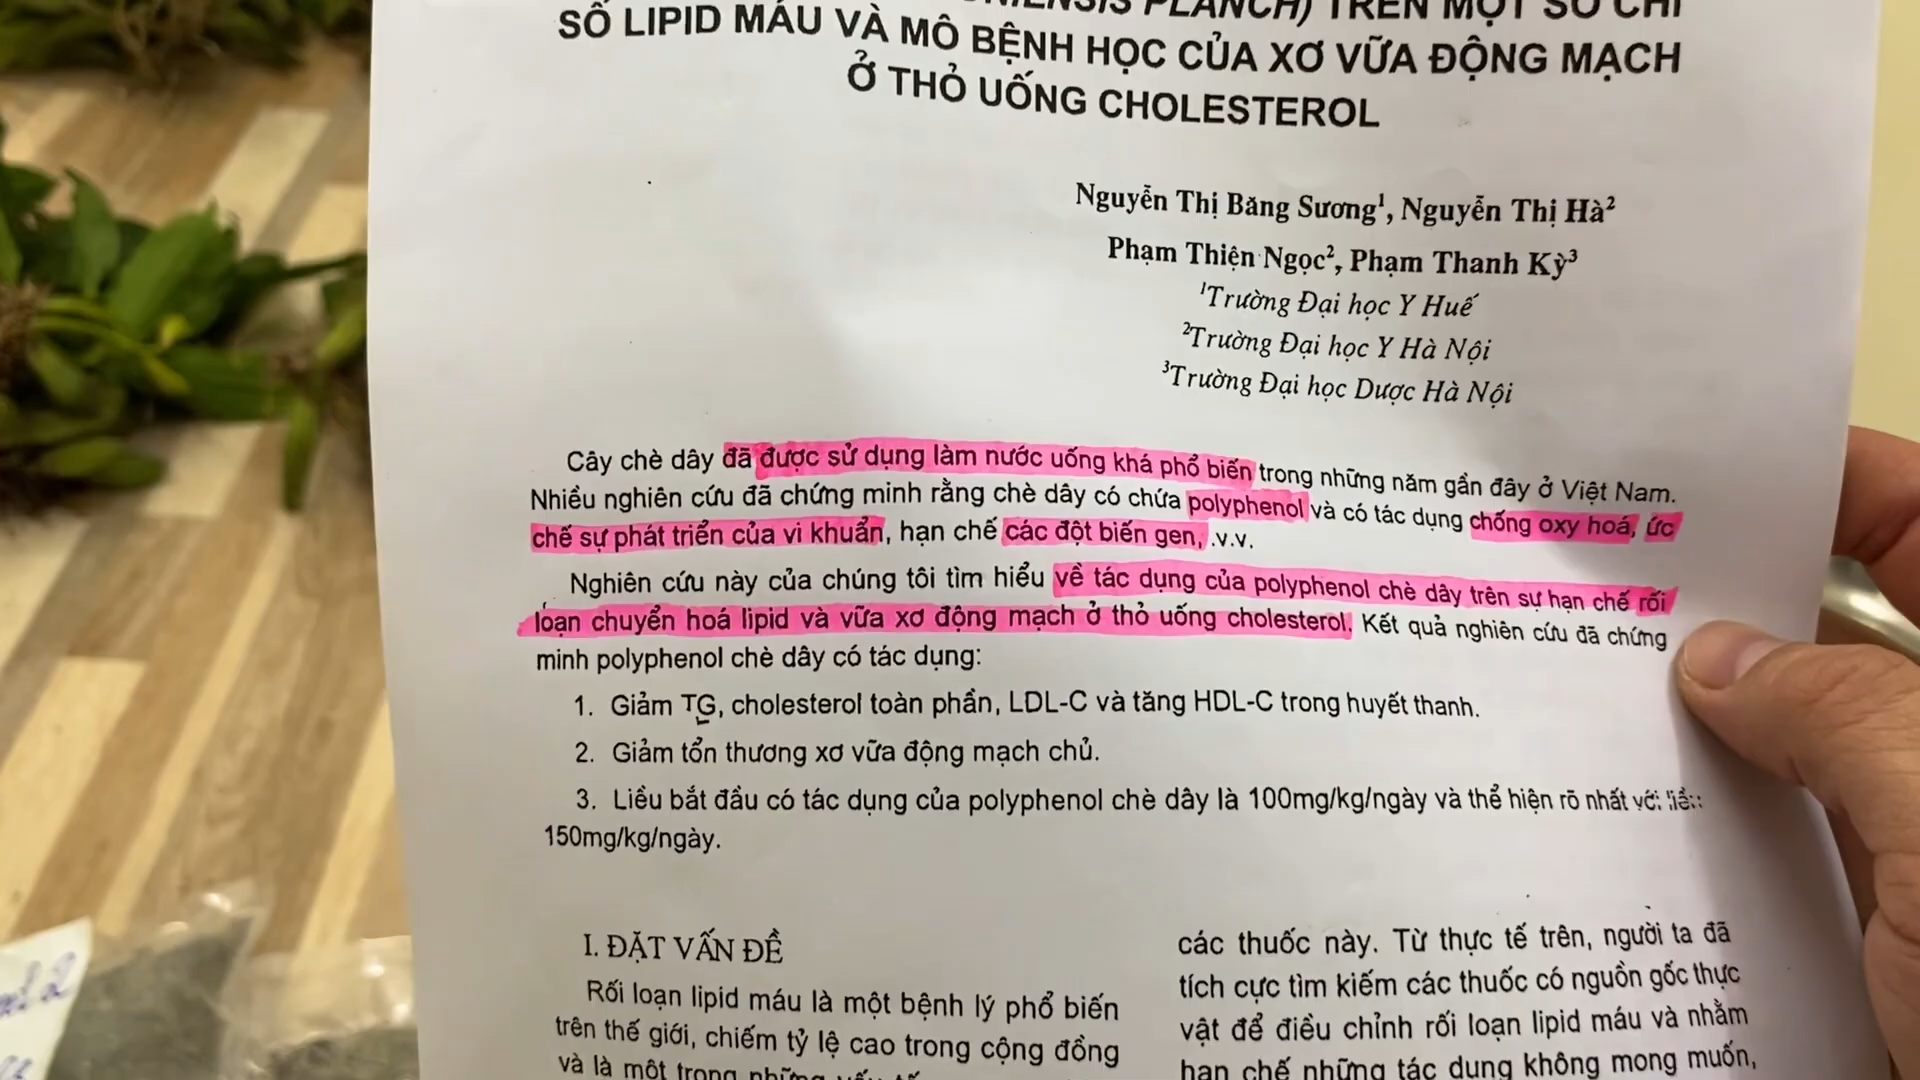 PLANCH) TRÊN MỘT SỐ CHỈ
SỐ LIPID MÁU VÀ MÔ BỆNH HỌC CỦA XƠ VỮA ĐỘNG MẠCH
Ở THỎ UỐNG CHOLESTEROL
Nguyễn Thị Băng Sương¹, Nguyễn Thị Hà²
Phạm Thiện Ngọc², Phạm Thanh Kỳ³
¹Trường Đại học Y Huế
²Trường Đại học Y Hà Nội
³Trường Đại học Dược Hà Nội
Cây chè dây đã được sử dụng làm nước uống khá phổ biến trong những năm gần đây ở Việt Nam.
Nhiều nghiên cứu đã chứng minh rằng chè dây có chứa polyphenol và có tác dụng chống oxy hoá, ức
chế sự phát triển của vi khuẩn, hạn chế các đột biến gen, .v.v.
Nghiên cứu này của chúng tôi tìm hiểu về tác dụng của polyphenol chè dây trên sự hạn chế rối
loạn chuyển hoá lipid và vữa xơ động mạch ở thỏ uống cholesterol. Kết quả nghiên cứu đã chứng
minh polyphenol chè dây có tác dụng:
1. Giảm TG, cholesterol toàn phần, LDL-C và tăng HDL-C trong huyết thanh.
2. Giảm tổn thương xơ vữa động mạch chủ.
3. Liều bắt đầu có tác dụng của polyphenol chè dây là 100mg/kg/ngày và thể hiện rõ nhất với liều
150mg/kg/ngày.
I. ĐẶT VẤN ĐỀ
Rối loạn lipid máu là một bệnh lý phổ biến
trên thế giới, chiếm tỷ lệ cao trong cộng đồng
và là một trong những yếu tố
các thuốc này. Từ thực tế trên, người ta đã
tích cực tìm kiếm các thuốc có nguồn gốc thực
vật để điều chỉnh rối loạn lipid máu và nhằm
hạn chế những tác dụng không mong muốn,